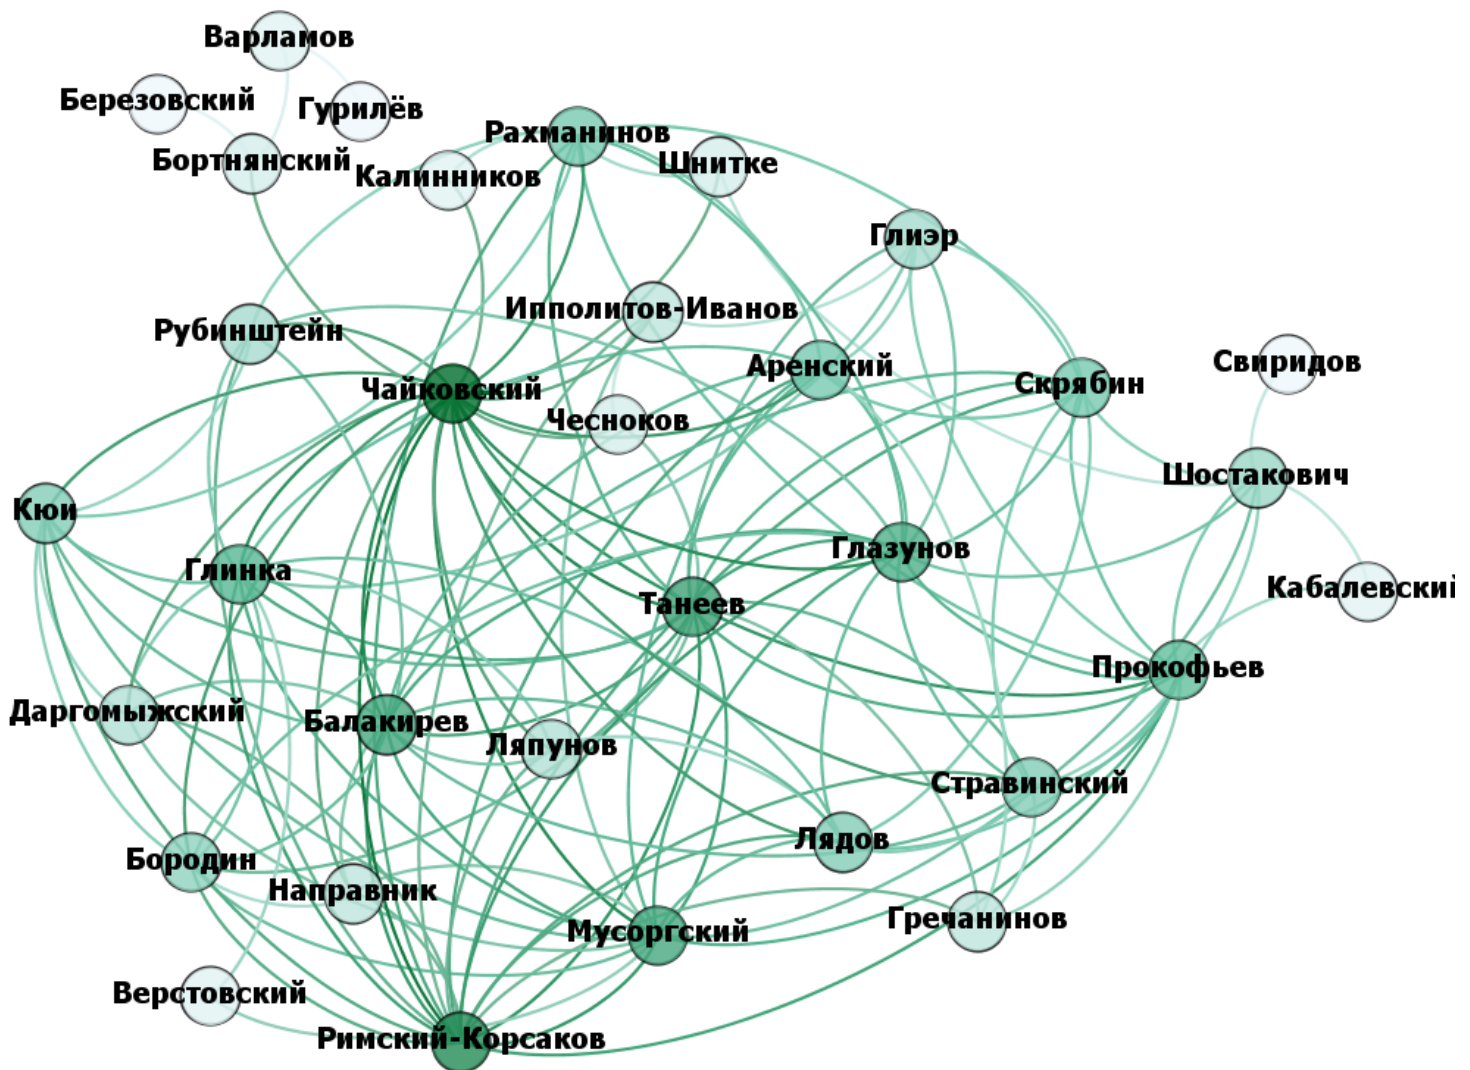 Варламов
Березовский
Гурилёв
Рахманинов
Бортнянский
Шнитке
Калинников
Глиэр
Ипполитов-Иванов
Рубинштейн
Свиридов
Аренский
Скрябин
Чайковский
Чесноков
Шостакович
Кюи
Глазунов
Глинка
Кабалевский
Танеев
Прокофьев
Даргомыжский
Балакирев
Ляпунов
Стравинский
Лядов
Бородин
Направник
Гречанинов
Мусоргский
Верстовский
Римский-Корсаков